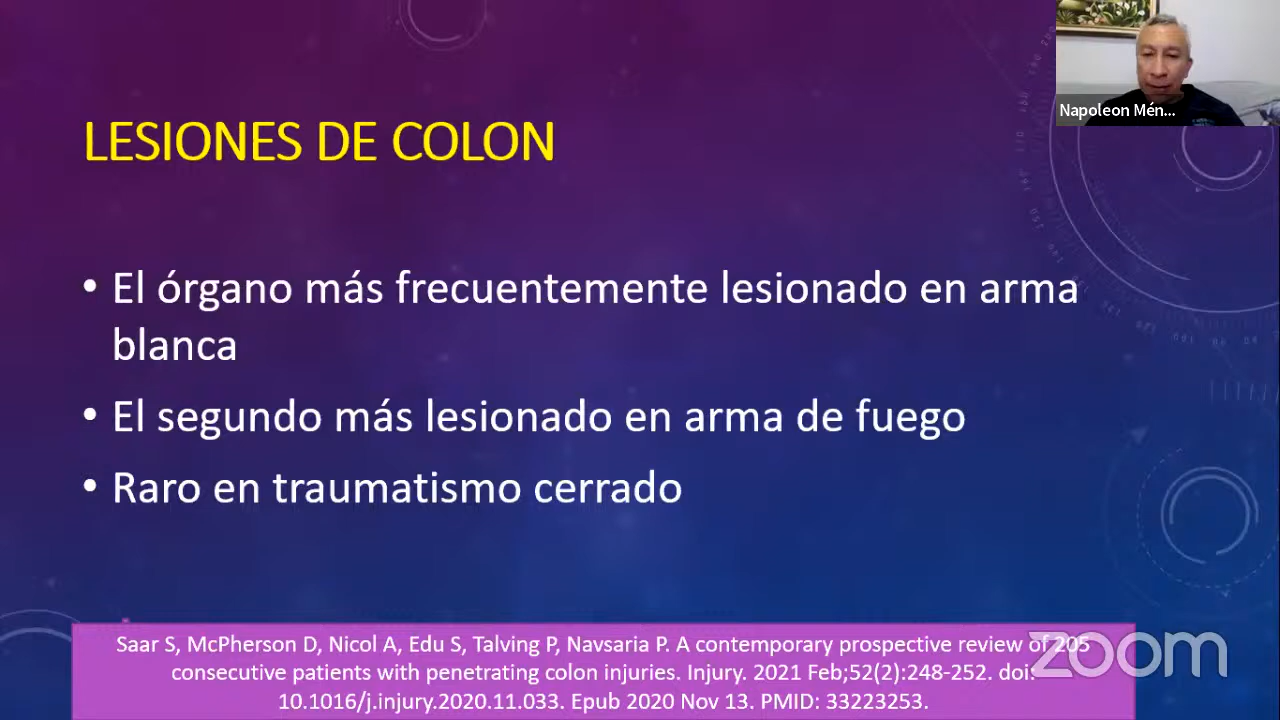 Napoleon Mén...
LESIONES DE COLON
• El órgano más frecuentemente lesionado en arma
blanca
• El segundo más lesionado en arma de fuego
• Raro en traumatismo cerrado
Saar S, McPherson D, Nicol A, Edu S, Talving P, Navsaria P. A contemporary prospective review of 205
consecutive patients with penetrating colon injuries. Injury. 2021 Feb;52(2):248-252. doi:
10.1016/j.injury.2020.11.033. Epub 2020 Nov 13. PMID: 33223253.
zoom